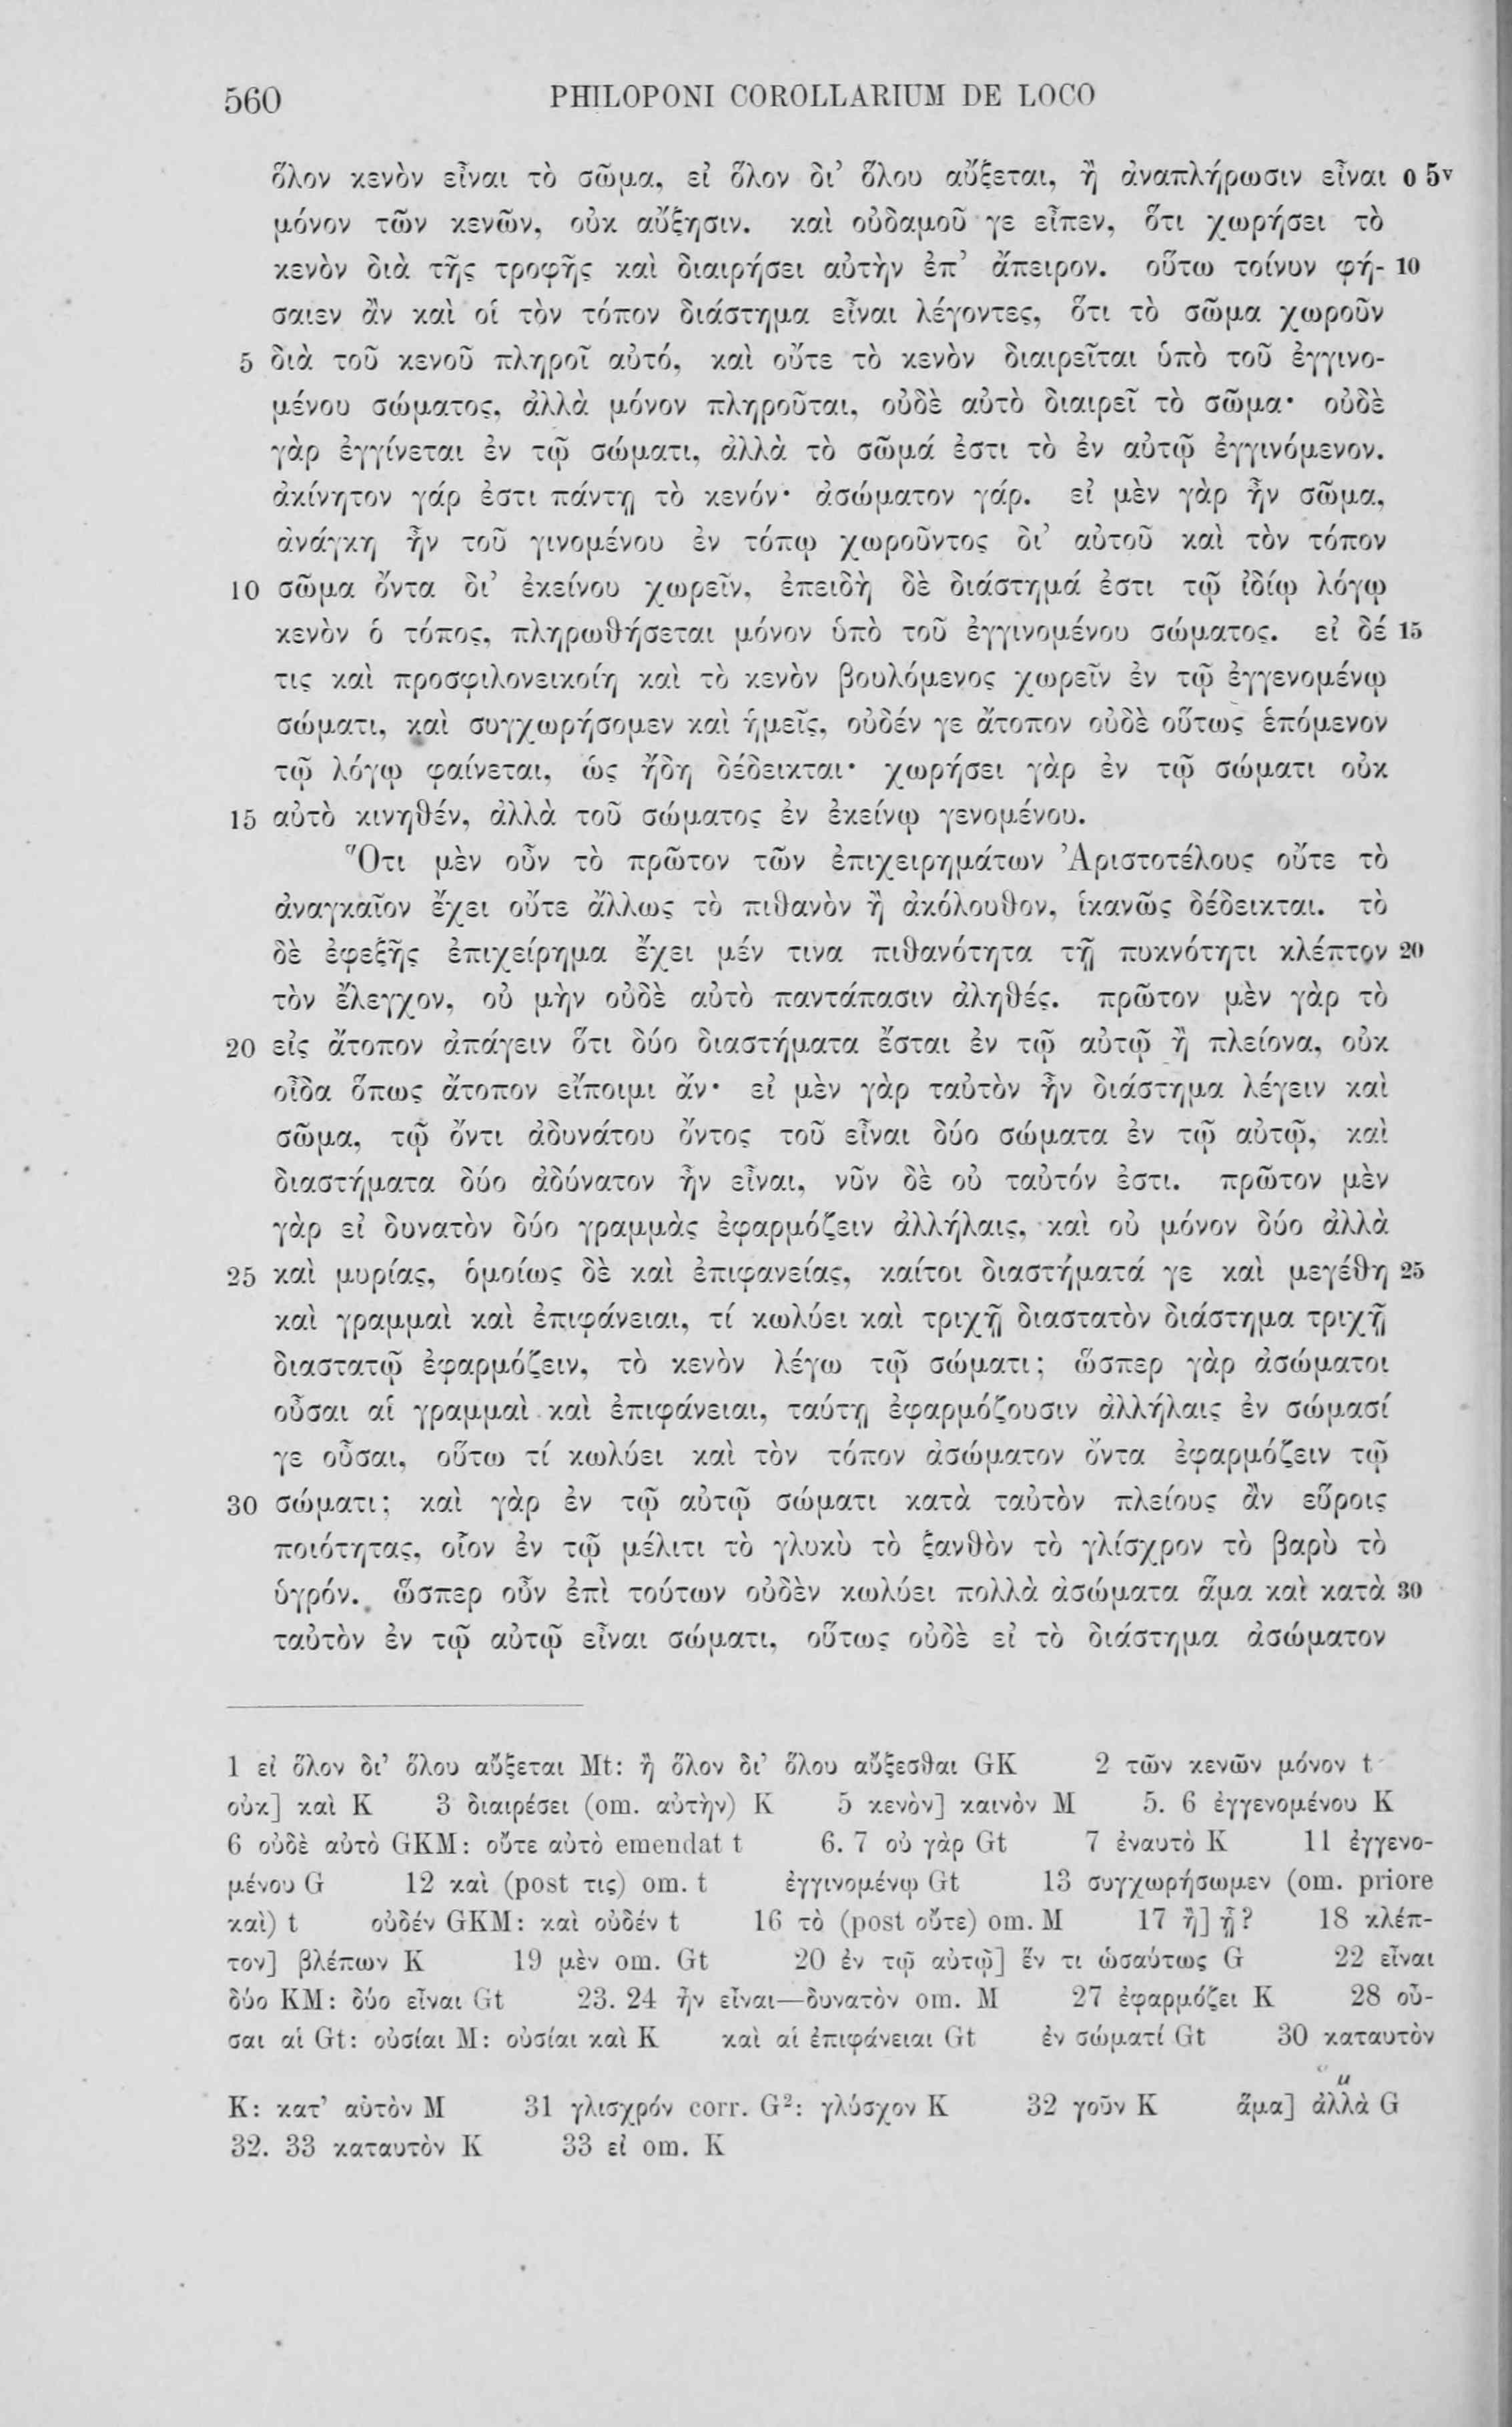 560 PHILOPONI COROLLARIUM DE LOCO
ὅλον κενὸν εἶναι τὸ σῶμα, εἰ ὅλον δι’ ὅλου αὔξεται, ἢ ἀναπλήρωσιν εἶναι ο 5ᵛ
μόνον τῶν κενῶν, οὐκ αὔξησιν. καὶ οὐδαμοῦ γε εἶπεν, ὅτι χωρήσει τὸ
κενὸν διὰ τῆς τροφῆς καὶ διαιρήσει αὐτὴν ἐπ’ ἄπειρον. οὕτω τοίνυν φή- 10
σαιεν ἂν καὶ οἱ τὸν τόπον διάστημα εἶναι λέγοντες, ὅτι τὸ σῶμα χωροῦν
5 διὰ τοῦ κενοῦ πληροῖ αὐτό, καὶ οὔτε τὸ κενὸν διαιρεῖται ὑπὸ τοῦ ἐγγινο-
μένου σώματος, ἀλλὰ μόνον πληροῦται, οὐδὲ αὐτὸ διαιρεῖ τὸ σῶμα· οὐδὲ
γὰρ ἐγγίνεται ἐν τῷ σώματι, ἀλλὰ τὸ σῶμά ἐστι τὸ ἐν αὐτῷ ἐγγινόμενον.
ἀκίνητον γάρ ἐστι πάντῃ τὸ κενόν· ἀσώματον γάρ. εἰ μὲν γὰρ ἦν σῶμα,
ἀνάγκη ἦν τοῦ γινομένου ἐν τόπῳ χωροῦντος δι’ αὐτοῦ καὶ τὸν τόπον
10 σῶμα ὄντα δι’ ἐκείνου χωρεῖν, ἐπειδὴ δὲ διάστημά ἐστι τῷ ἰδίῳ λόγῳ
κενὸν ὁ τόπος, πληρωθήσεται μόνον ὑπὸ τοῦ ἐγγινομένου σώματος. εἰ δέ 15
τις καὶ προσφιλονεικοίη καὶ τὸ κενὸν βουλόμενος χωρεῖν ἐν τῷ ἐγγενομένῳ
σώματι, καὶ συγχωρήσομεν καὶ ἡμεῖς, οὐδέν γε ἄτοπον οὐδὲ οὕτως ἑπόμενον
τῷ λόγῳ φαίνεται, ὡς ἤδη δέδεικται· χωρήσει γὰρ ἐν τῷ σώματι οὐκ
15 αὐτὸ κινηθέν, ἀλλὰ τοῦ σώματος ἐν ἐκείνῳ γενομένου.
Ὅτι μὲν οὖν τὸ πρῶτον τῶν ἐπιχειρημάτων Ἀριστοτέλους οὔτε τὸ
ἀναγκαῖον ἔχει οὔτε ἄλλως τὸ πιθανὸν ἢ ἀκόλουθον, ἱκανῶς δέδεικται. τὸ
δὲ ἐφεξῆς ἐπιχείρημα ἔχει μέν τινα πιθανότητα τῇ πυκνότητι κλέπτον 20
τὸν ἔλεγχον, οὐ μὴν οὐδὲ αὐτὸ παντάπασιν ἀληθές. πρῶτον μὲν γὰρ τὸ
20 εἰς ἄτοπον ἀπάγειν ὅτι δύο διαστήματα ἔσται ἐν τῷ αὐτῷ ἢ πλείονα, οὐκ
οἶδα ὅπως ἄτοπον εἴποιμι ἄν· εἰ μὲν γὰρ ταὐτὸν ἦν διάστημα λέγειν καὶ
σῶμα, τῷ ὄντι ἀδυνάτου ὄντος τοῦ εἶναι δύο σώματα ἐν τῷ αὐτῷ, καὶ
διαστήματα δύο ἀδύνατον ἦν εἶναι, νῦν δὲ οὐ ταὐτόν ἐστι. πρῶτον μὲν
γὰρ εἰ δυνατὸν δύο γραμμὰς ἐφαρμόζειν ἀλλήλαις, καὶ οὐ μόνον δύο ἀλλὰ
25 καὶ μυρίας, ὁμοίως δὲ καὶ ἐπιφανείας, καίτοι διαστήματά γε καὶ μεγέθη 25
καὶ γραμμαὶ καὶ ἐπιφάνειαι, τί κωλύει καὶ τριχῇ διαστατὸν διάστημα τριχῇ
διαστατῷ ἐφαρμόζειν, τὸ κενὸν λέγω τῷ σώματι; ὥσπερ γὰρ ἀσώματοι
οὖσαι αἱ γραμμαὶ καὶ ἐπιφάνειαι, ταύτῃ ἐφαρμόζουσιν ἀλλήλαις ἐν σώμασί
γε οὖσαι, οὕτω τί κωλύει καὶ τὸν τόπον ἀσώματον ὄντα ἐφαρμόζειν τῷ
30 σώματι; καὶ γὰρ ἐν τῷ αὐτῷ σώματι κατὰ ταὐτὸν πλείους ἂν εὕροις
ποιότητας, οἷον ἐν τῷ μέλιτι τὸ γλυκὺ τὸ ξανθὸν τὸ γλίσχρον τὸ βαρὺ τὸ
ὑγρόν. ὥσπερ οὖν ἐπὶ τούτων οὐδὲν κωλύει πολλὰ ἀσώματα ἅμα καὶ κατὰ 30
ταὐτὸν ἐν τῷ αὐτῷ εἶναι σώματι, οὕτως οὐδὲ εἰ τὸ διάστημα ἀσώματον
1 εἰ ὅλον δι’ ὅλου αὔξεται Mt: ἢ ὅλον δι’ ὅλου αὔξεσθαι GK 2 τῶν κενῶν μόνον t
οὐκ] καὶ K 3 διαιρέσει (om. αὐτὴν) K 5 κενὸν] καινὸν M 5. 6 ἐγγενομένου K
6 οὐδὲ αὐτὸ GKM: οὔτε αὐτὸ emendat t 6. 7 οὐ γὰρ Gt 7 ἐναυτὸ K 11 ἐγγενο-
μένου G 12 καὶ (post τις) om. t ἐγγινομένῳ Gt 13 συγχωρήσωμεν (om. priore
καὶ) t οὐδέν GKM: καὶ οὐδέν t 16 τὸ (post οὔτε) om. M 17 ἢ] ᾗ? 18 κλέπ-
τον] βλέπων K 19 μὲν om. Gt 20 ἐν τῷ αὐτῷ] ἕν τι ὡσαύτως G 22 εἶναι
δύο KM: δύο εἶναι Gt 23. 24 ἦν εἶναι—δυνατὸν om. M 27 ἐφαρμόζει K 28 οὖ-
σαι αἱ Gt: οὐσίαι M: οὐσίαι καὶ K καὶ αἱ ἐπιφάνειαι Gt ἐν σώματί Gt 30 καταυτὸν
K: κατ’ αὐτὸν M 31 γλισχρόν corr. G²: γλύσχον K 32 γοῦν K ἅμα] ἀλλὰ G
32. 33 καταυτὸν K 33 εἰ om. K